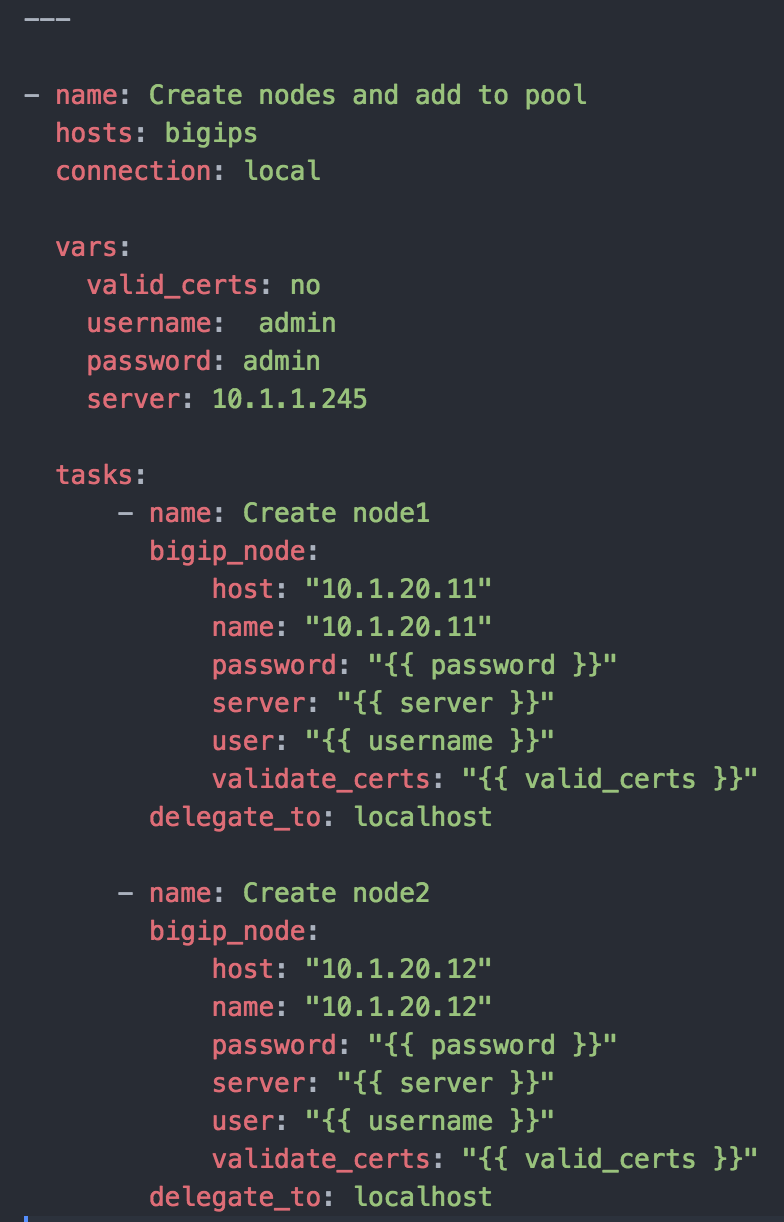 ---
- name: Create nodes and add to pool
  hosts: bigips
  connection: local
  vars:
    valid_certs: no
    username:  admin
    password: admin
    server: 10.1.1.245
  tasks:
      - name: Create node1
        bigip_node:
            host: "10.1.20.11"
            name: "10.1.20.11"
            password: "{{ password }}"
            server: "{{ server }}"
            user: "{{ username }}"
            validate_certs: "{{ valid_certs }}"
        delegate_to: localhost
      - name: Create node2
        bigip_node:
            host: "10.1.20.12"
            name: "10.1.20.12"
            password: "{{ password }}"
            server: "{{ server }}"
            user: "{{ username }}"
            validate_certs: "{{ valid_certs }}"
        delegate_to: localhost